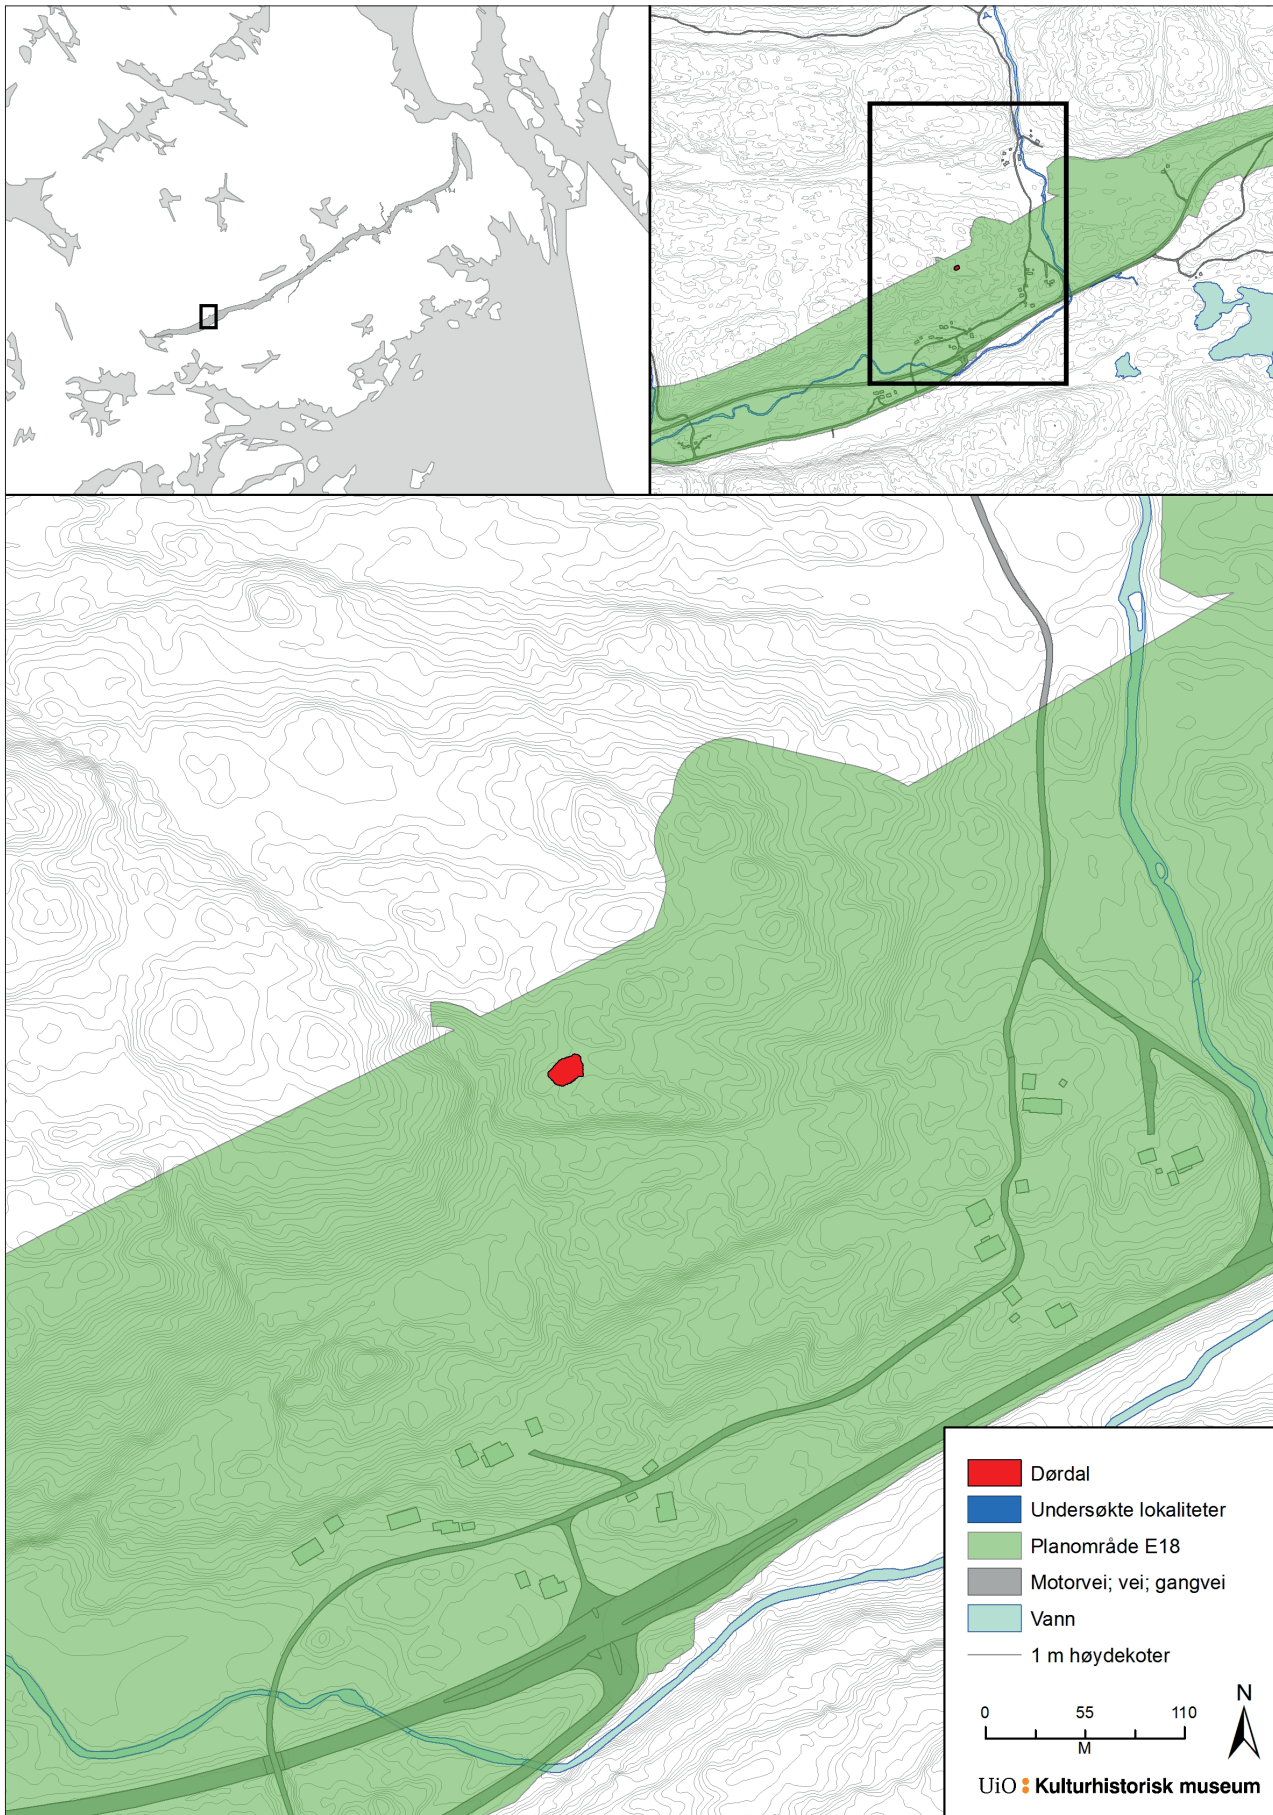 Dørdal
Undersøkte lokaliteter
Planområde E18
Motorvei; vei; gangvei
Vann
1 m høydekoter
N
0 55 110
M
UiO Kulturhistorisk museum